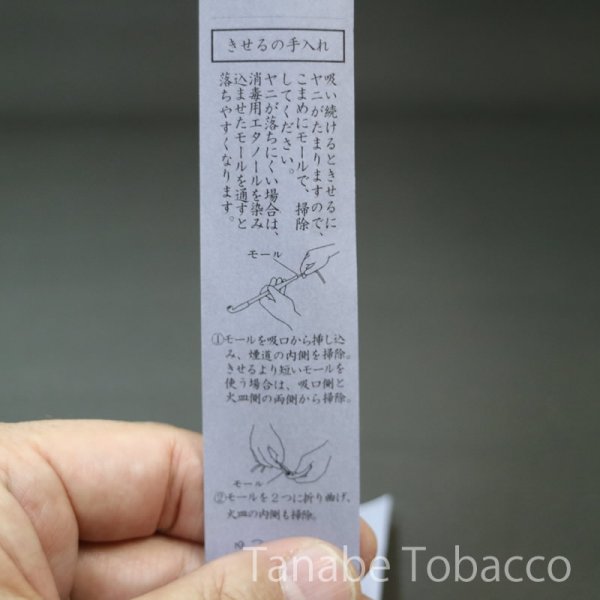 きせるの手入れ
吸い続けるときせるに
ヤニがたまりますので、
こまめにモールで、掃除
してください。
ヤニが落ちにくい場合は、
消毒用エタノールを染み
込ませたモールを通すと
落ちやすくなります。
モール
①モールを吸口から挿し込
み、煙道の内側を掃除。
きせるより短いモールを
使う場合は、吸口側と
火皿側の両側から掃除。
モール
②モールを2つに折り曲げ、
火皿の内側も掃除。
Tanabe Tobacco